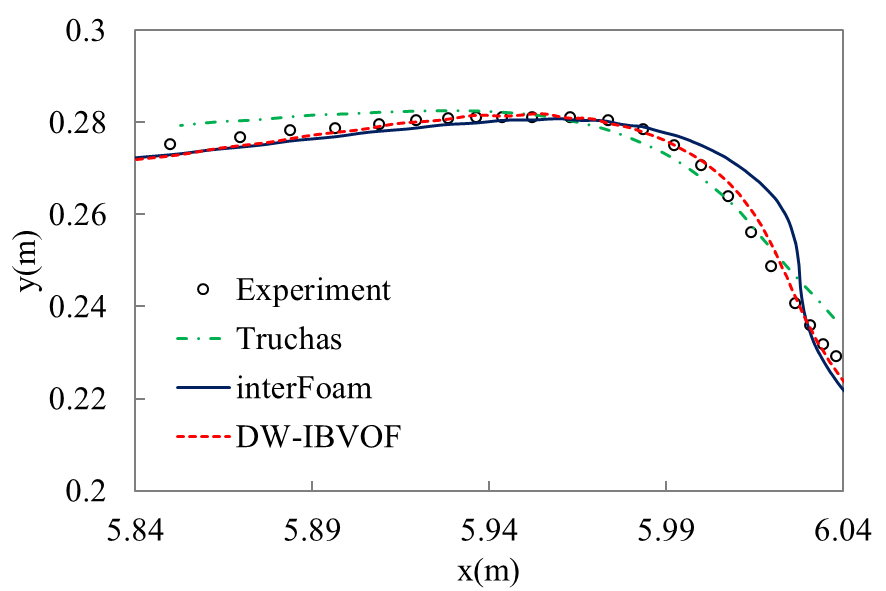 0.3
0.28
0.26
0.24
0.22
0.2
y(m)
Experiment
Truchas
interFoam
DW-IBVOF
5.84 5.89 5.94 5.99 6.04
x(m)